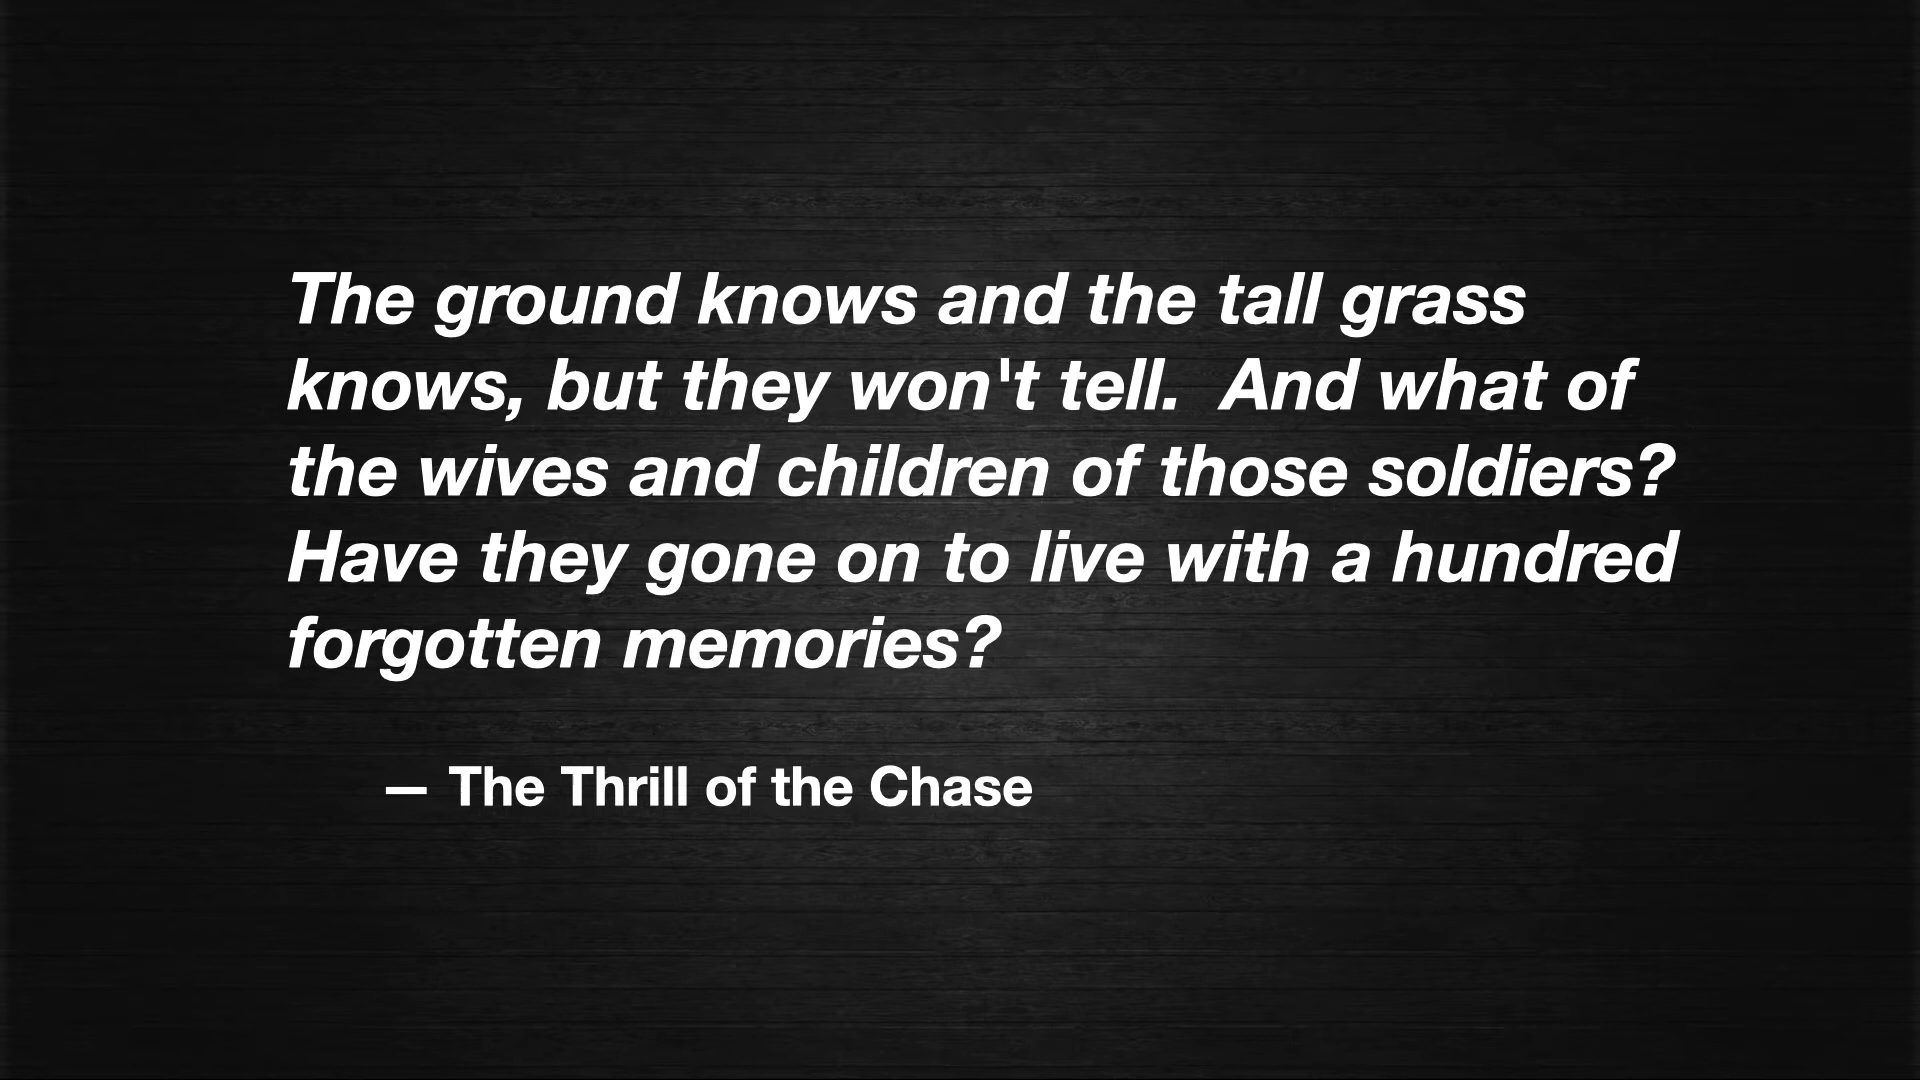 The ground knows and the tall grass
knows, but they won't tell.  And what of
the wives and children of those soldiers?
Have they gone on to live with a hundred
forgotten memories?
— The Thrill of the Chase